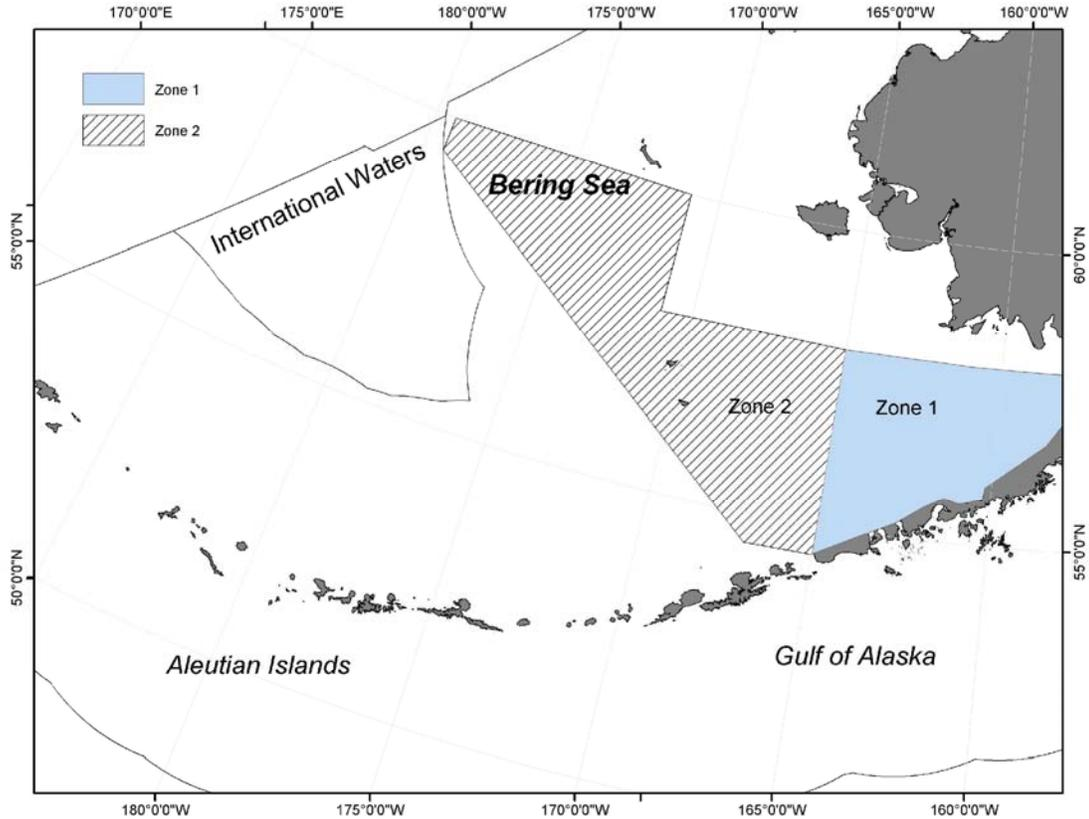 170°0'0"E 175°0'0"E 180°0'0"W 175°0'0"W 170°0'0"W 165°0'0"W 160°0'0"W
Zone 1
Zone 2
International Waters
Bering Sea
55°0'0"N
60°0'0"N
Zone 2 Zone 1
50°0'0"N
55°0'0"N
Aleutian Islands
Gulf of Alaska
180°0'0"W 175°0'0"W 170°0'0"W 165°0'0"W 160°0'0"W